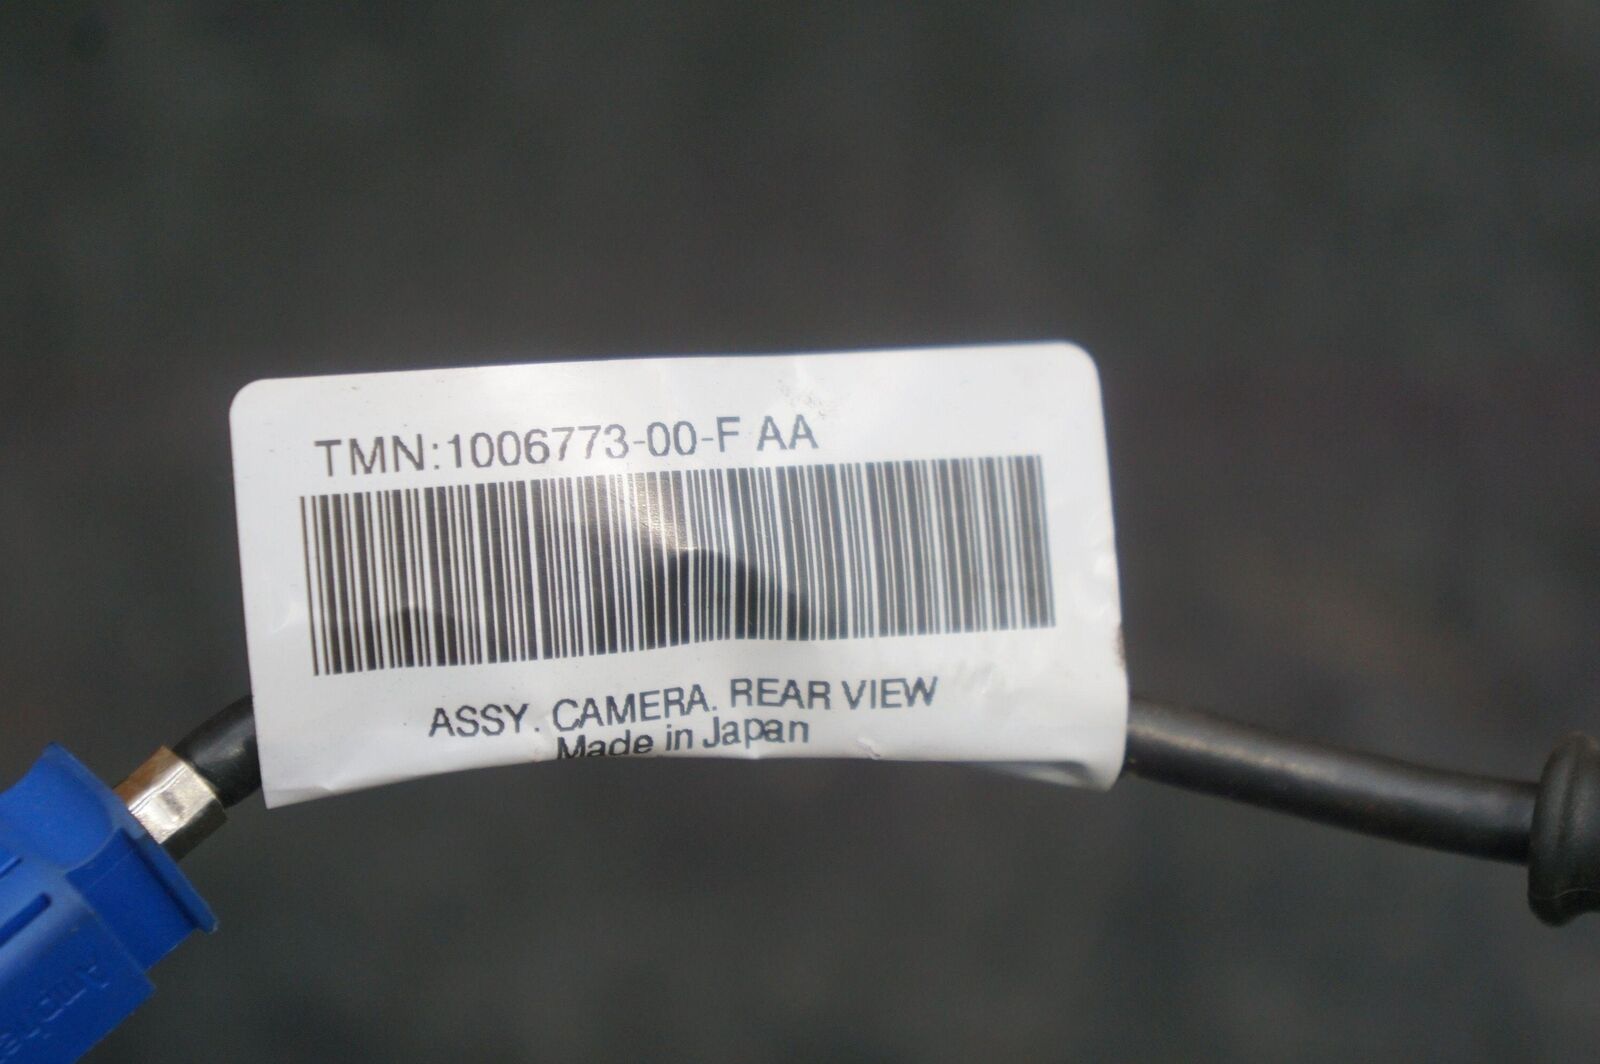 TMN:1006773-00-F AA
ASSY. CAMERA. REAR VIEW
Made in Japan